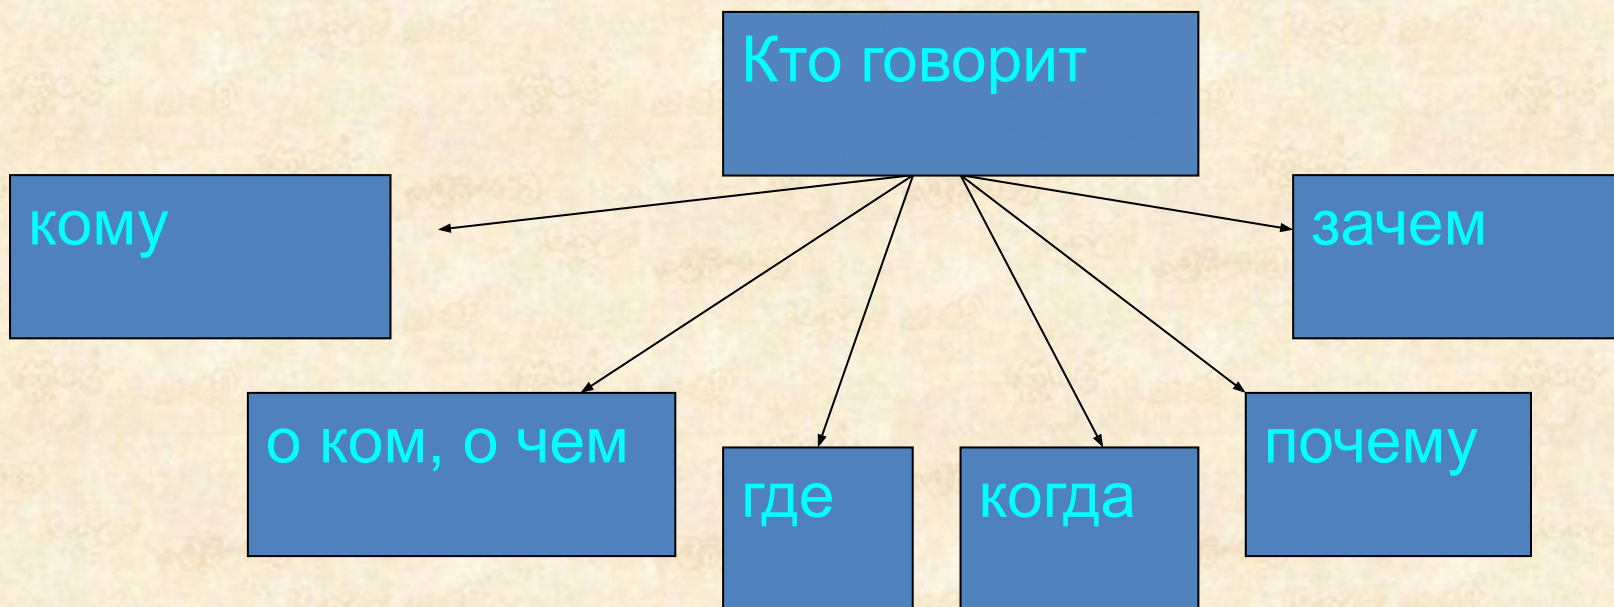 Кто говорит
кому
зачем
о ком, о чем
почему
где
когда